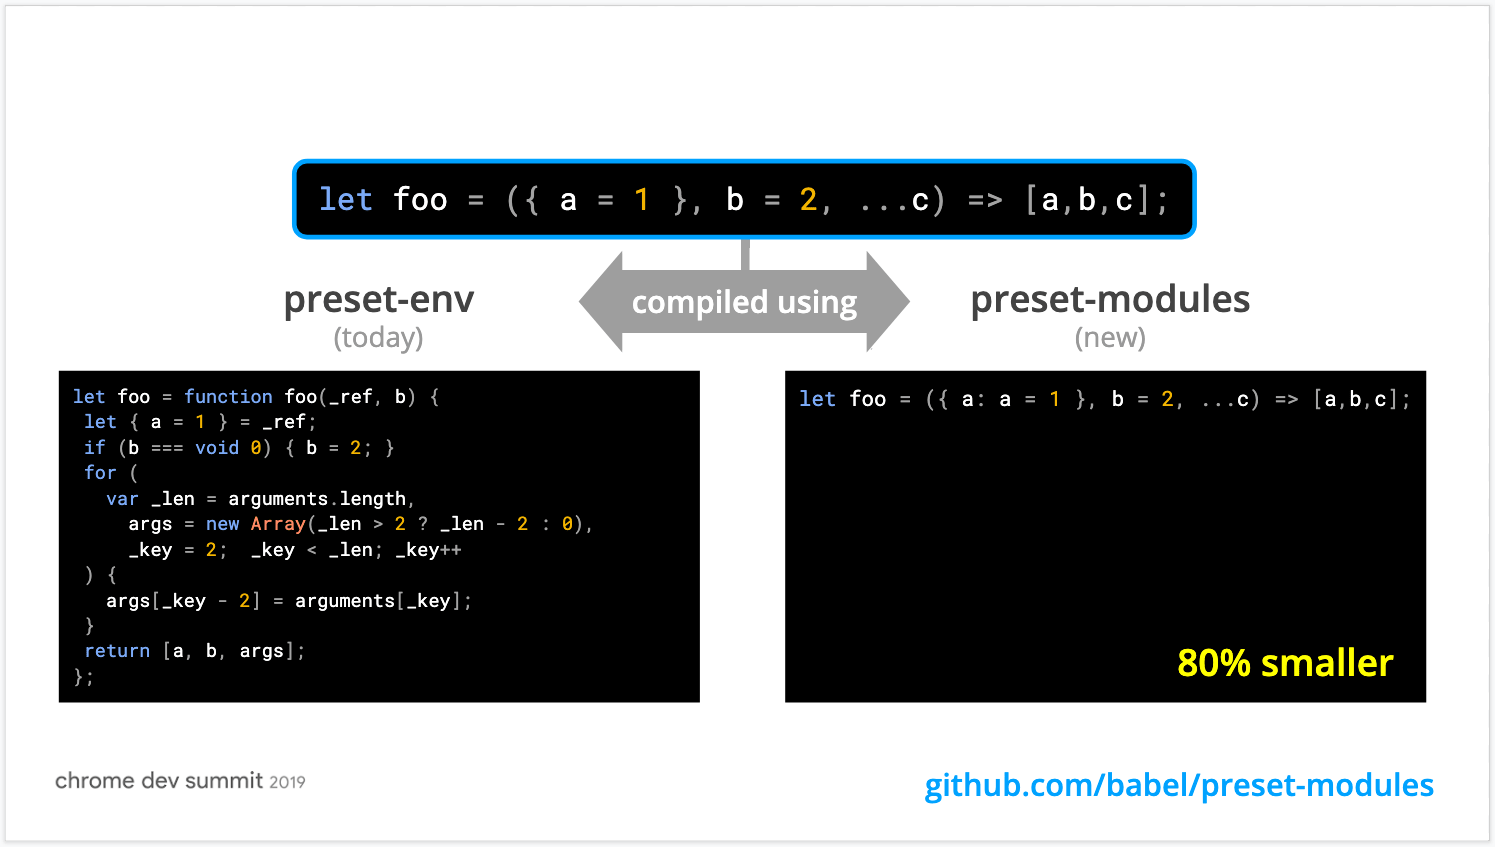 let foo = ({ a = 1 }, b = 2, ...c) => [a,b,c];
compiled using
preset-env
(today)
let foo = function foo(_ref, b) {
let { a = 1 } = _ref;
if (b === void 0) { b = 2; }
for (
var _len = arguments.length,
args = new Array(_len > 2 ? _len - 2 : 0),
_key = 2;  _key < _len; _key++
) {
args[_key - 2] = arguments[_key];
}
return [a, b, args];
};
preset-modules
(new)
let foo = ({ a: a = 1 }, b = 2, ...c) => [a,b,c];
80% smaller
chrome dev summit 2019
github.com/babel/preset-modules